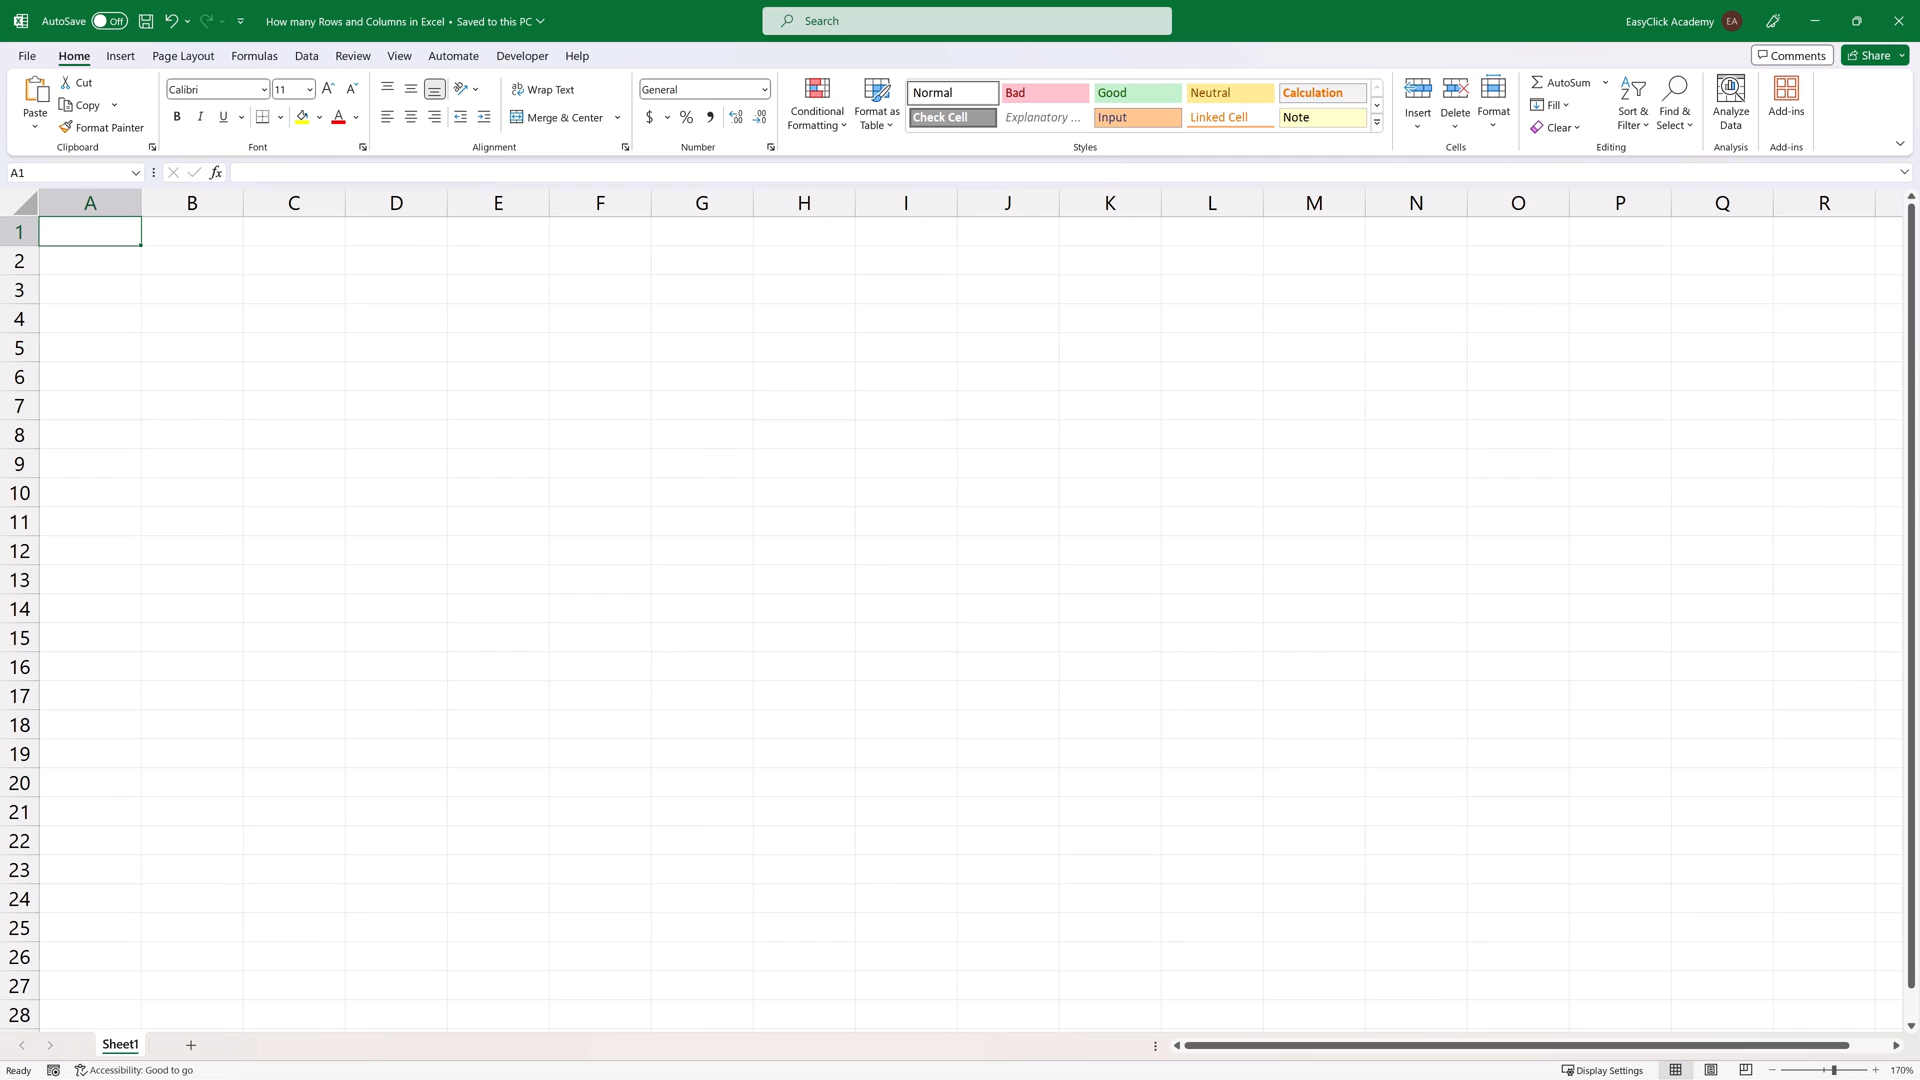 AutoSave Off How many Rows and Columns in Excel • Saved to this PC Search EasyClick Academy EA
File Home Insert Page Layout Formulas Data Review View Automate Developer Help Comments Share
Paste Cut Copy Format Painter Clipboard
Calibri 11 B I U A Font
ab Wrap Text Merge & Center Alignment
General $ % Number
Conditional Formatting Format as Table Normal Bad Good Neutral Calculation
Check Cell Explanatory ... Input Linked Cell Note Styles
Insert Delete Format Cells
AutoSum Fill Clear Sort & Filter Find & Select Editing
Analyze Data Analysis Add-ins Add-ins
A1 fx
A B C D E F G H I J K L M N O P Q R
1
2
3
4
5
6
7
8
9
10
11
12
13
14
15
16
17
18
19
20
21
22
23
24
25
26
27
28
Sheet1
Ready Accessibility: Good to go Display Settings 170%